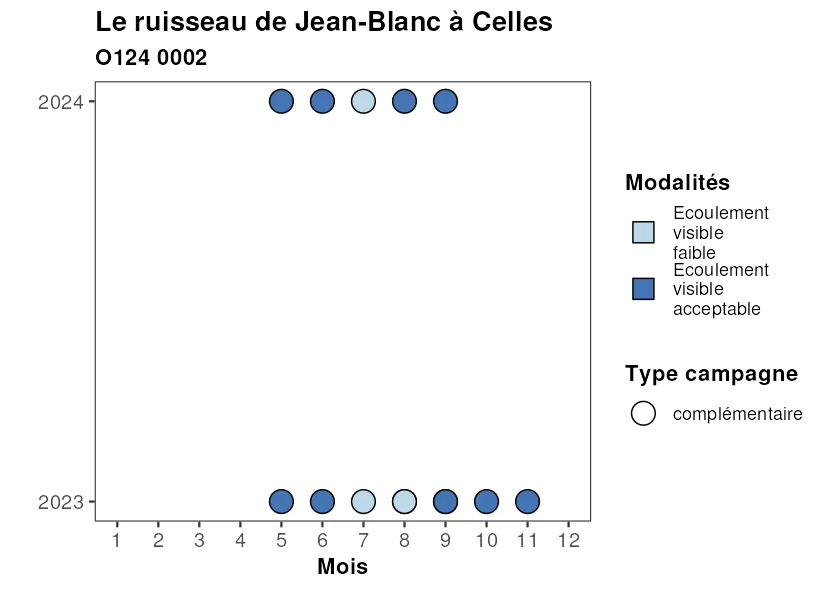 Le ruisseau de Jean-Blanc à Celles
O124 0002
2024
2023
1 2 3 4 5 6 7 8 9 10 11 12
Mois
Modalités
Ecoulement
visible
faible
Ecoulement
visible
acceptable
Type campagne
complémentaire